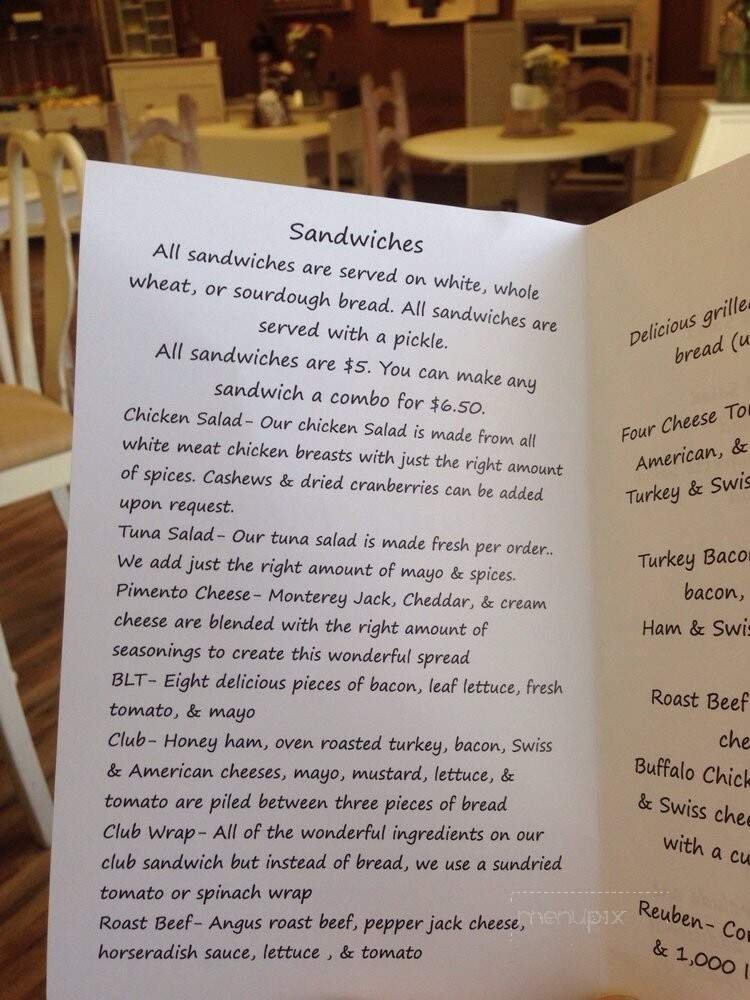 Sandwiches
All sandwiches are served on white, whole
wheat, or sourdough bread. All sandwiches are
served with a pickle.
All sandwiches are $5. You can make any
sandwich a combo for $6.50.
Chicken Salad- Our chicken Salad is made from all
white meat chicken breasts with just the right amount
of spices. Cashews & dried cranberries can be added
upon request.
Tuna Salad- Our tuna salad is made fresh per order..
We add just the right amount of mayo & spices.
Pimento Cheese- Monterey Jack, Cheddar, & cream
cheese are blended with the right amount of
seasonings to create this wonderful spread
BLT- Eight delicious pieces of bacon, leaf lettuce, fresh
tomato, & mayo
Club- Honey ham, oven roasted turkey, bacon, Swiss
& American cheeses, mayo, mustard, lettuce, &
tomato are piled between three pieces of bread
Club Wrap- All of the wonderful ingredients on our
club sandwich but instead of bread, we use a sundried
tomato or spinach wrap
Roast Beef- Angus roast beef, pepper jack cheese,
horseradish sauce, lettuce , & tomato
Delicious grilled
bread (u
Four Cheese To
American, &
Turkey & Swis
Turkey Baco
bacon,
Ham & Swis
Roast Beef
che
Buffalo Chick
& Swiss chee
with a cu
Reuben- Cor
& 1,000 I
menupix